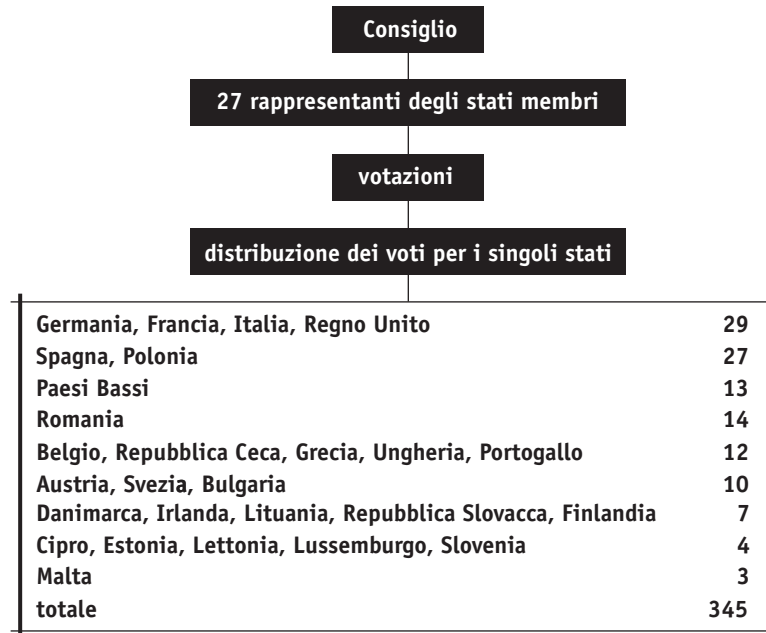 Consiglio
27 rappresentanti degli stati membri
votazioni
distribuzione dei voti per i singoli stati
Germania, Francia, Italia, Regno Unito 29
Spagna, Polonia 27
Paesi Bassi 13
Romania 14
Belgio, Repubblica Ceca, Grecia, Ungheria, Portogallo 12
Austria, Svezia, Bulgaria 10
Danimarca, Irlanda, Lituania, Repubblica Slovacca, Finlandia 7
Cipro, Estonia, Lettonia, Lussemburgo, Slovenia 4
Malta 3
totale 345